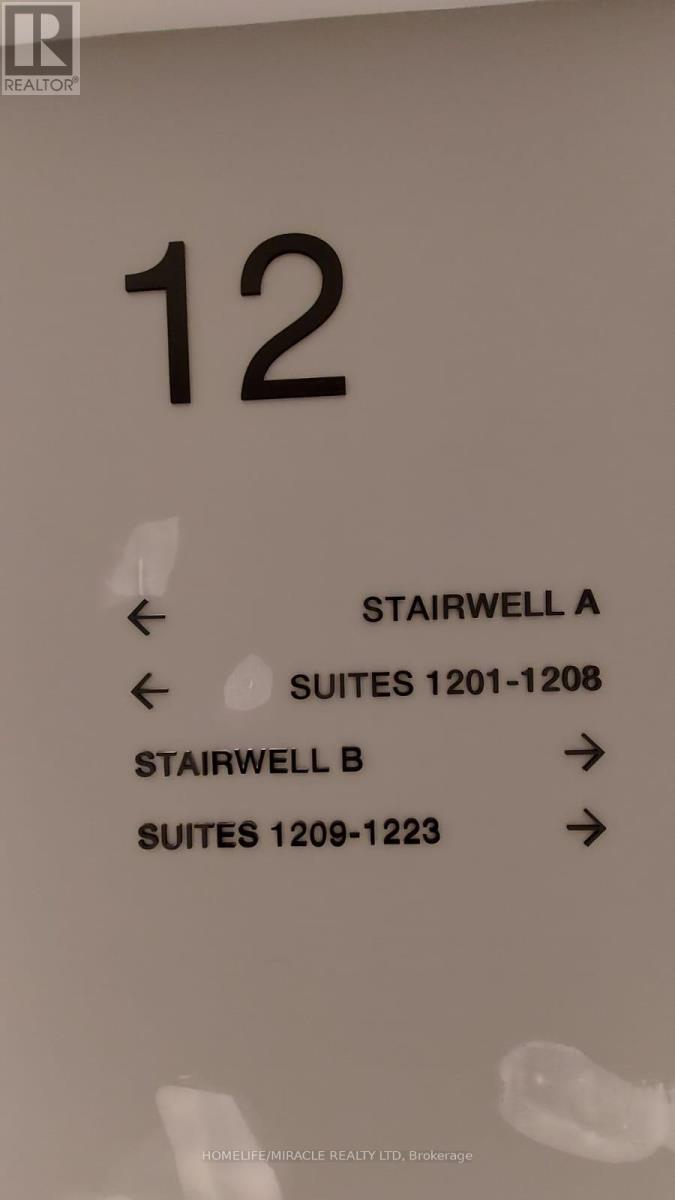 R
REALTOR®
12
← STAIRWELL A
← SUITES 1201-1208
STAIRWELL B →
SUITES 1209-1223 →
HOMELIFE/MIRACLE REALTY LTD, Brokerage